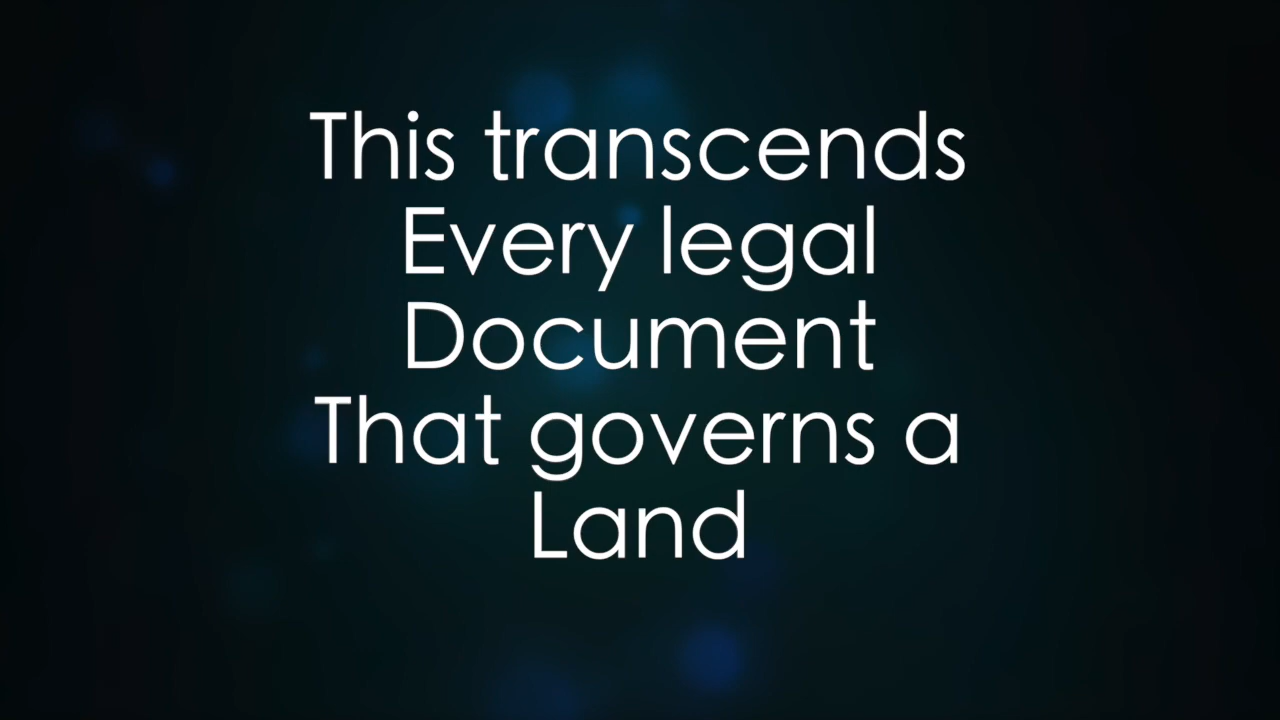 This transcends
Every legal
Document
That governs a
Land